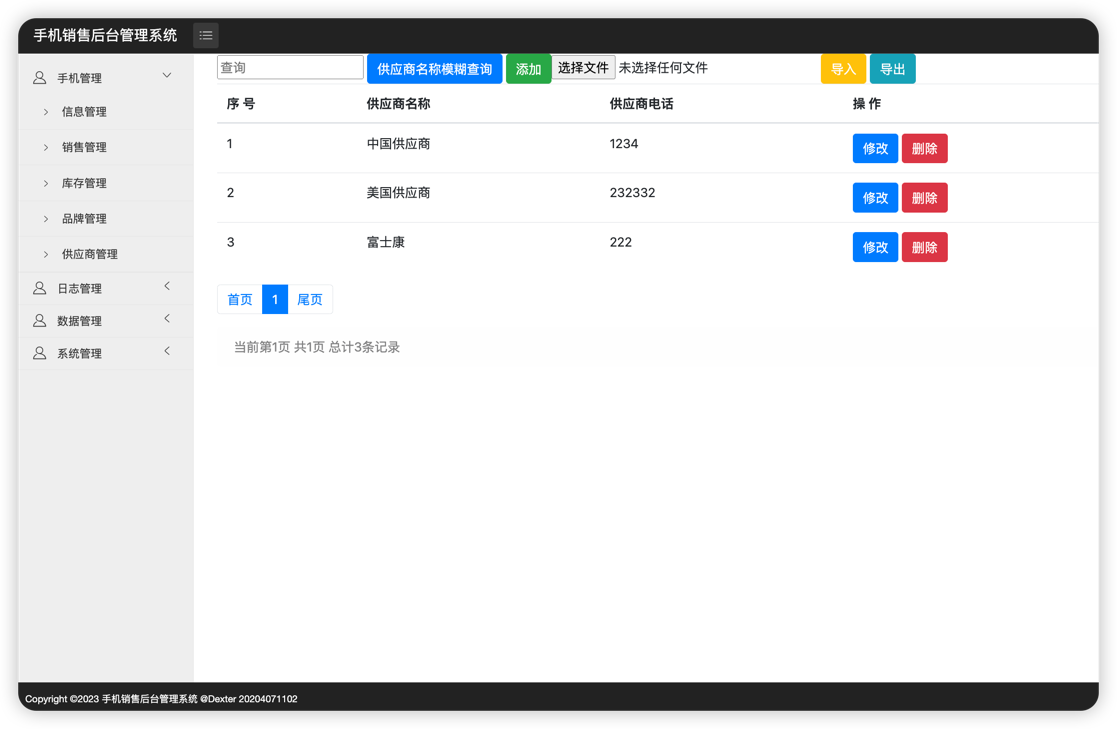 手机销售后台管理系统
手机管理
信息管理
销售管理
库存管理
品牌管理
供应商管理
日志管理
数据管理
系统管理
查询 供应商名称模糊查询 添加 选择文件 未选择任何文件 导入 导出
序 号 供应商名称 供应商电话 操 作
1 中国供应商 1234 修改 删除
2 美国供应商 232332 修改 删除
3 富士康 222 修改 删除
首页 1 尾页
当前第1页 共1页 总计3条记录
Copyright ©2023 手机销售后台管理系统 @Dexter 20204071102